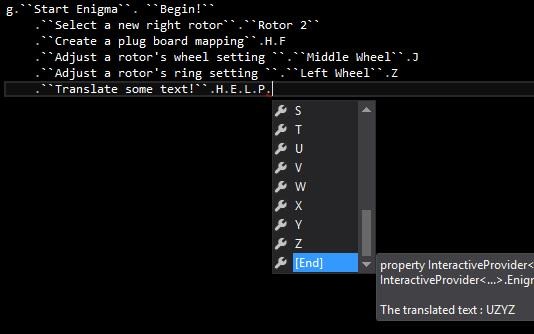 g.``Start Enigma``. ``Begin!``
.``Select a new right rotor``.``Rotor 2``
.``Create a plug board mapping``.H.F
.``Adjust a rotor's wheel setting ``.``Middle Wheel``.J
.``Adjust a rotor's ring setting ``.``Left Wheel``.Z
.``Translate some text!``.H.E.L.P.
S
T
U
V
W
X
Y
Z
[End]
property InteractiveProvider<
InteractiveProvider<...>.Enigr
The translated text : UZYZ